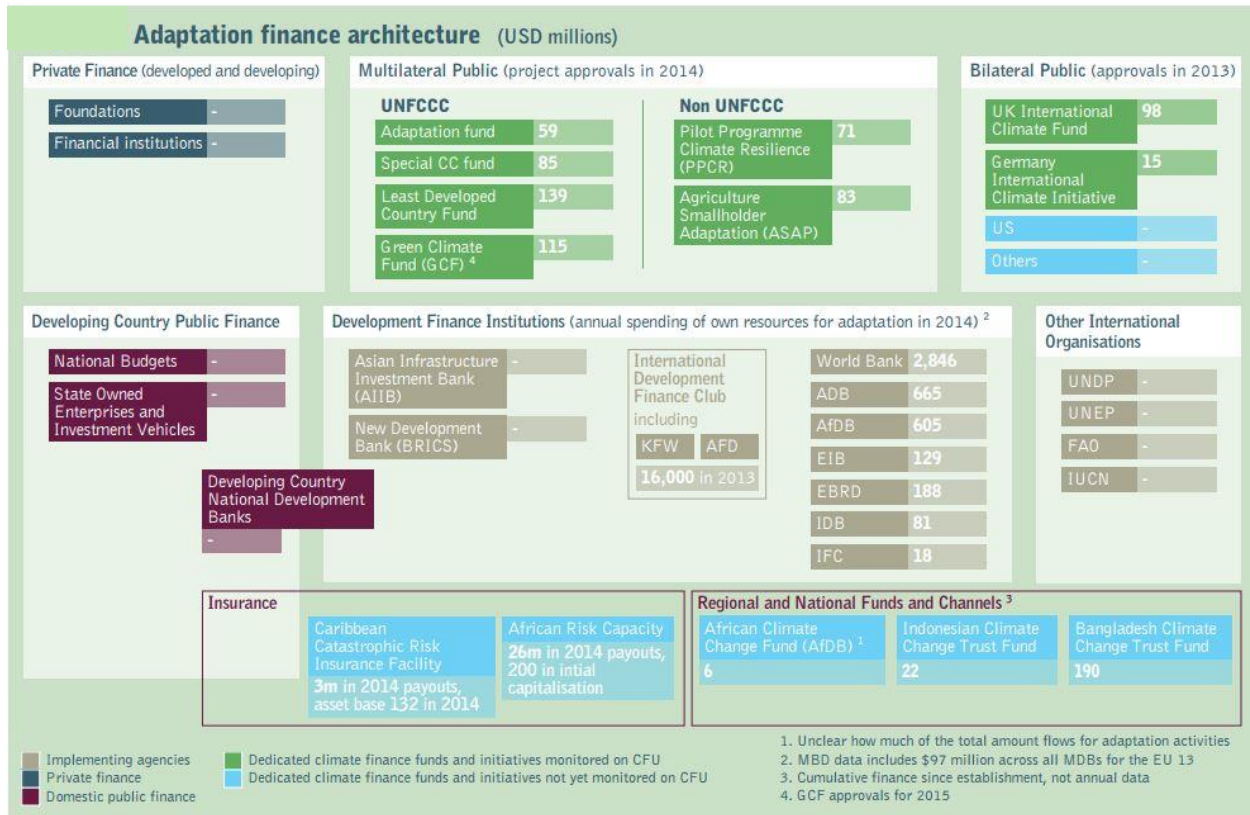 Adaptation finance architecture (USD millions)
Private Finance (developed and developing)
Foundations -
Financial institutions -
Multilateral Public (project approvals in 2014)
UNFCCC
Adaptation fund 59
Special CC fund 85
Least Developed 139
Country Fund
Green Climate 115
Fund (GCF) 4
Non UNFCCC
Pilot Programme 71
Climate Resilience
(PPCR)
Agriculture 83
Smallholder
Adaptation (ASAP)
Bilateral Public (approvals in 2013)
UK International 98
Climate Fund
Germany 15
International
Climate Initiative
US -
Others -
Developing Country Public Finance
National Budgets -
State Owned -
Enterprises and
Investment Vehicles
Developing Country
National Development
Banks
-
Development Finance Institutions (annual spending of own resources for adaptation in 2014) 2
Asian Infrastructure -
Investment Bank
(AIIB)
New Development -
Bank (BRICS)
International
Development
Finance Club
including
KFW AFD
16,000 in 2013
World Bank 2,846
ADB 665
AfDB 605
EIB 129
EBRD 188
IDB 81
IFC 18
Other International
Organisations
UNDP -
UNEP -
FAO -
IUCN -
Insurance
Caribbean
Catastrophic Risk
Insurance Facility
3m in 2014 payouts,
asset base 132 in 2014
African Risk Capacity
26m in 2014 payouts,
200 in intial
capitalisation
Regional and National Funds and Channels 3
African Climate
Change Fund (AfDB) 1
6
Indonesian Climate
Change Trust Fund
22
Bangladesh Climate
Change Trust Fund
190
Implementing agencies
Private finance
Domestic public finance
Dedicated climate finance funds and initiatives monitored on CFU
Dedicated climate finance funds and initiatives not yet monitored on CFU
1. Unclear how much of the total amount flows for adaptation activities
2. MBD data includes $97 million across all MDBs for the EU 13
3. Cumulative finance since establishment, not annual data
4. GCF approvals for 2015